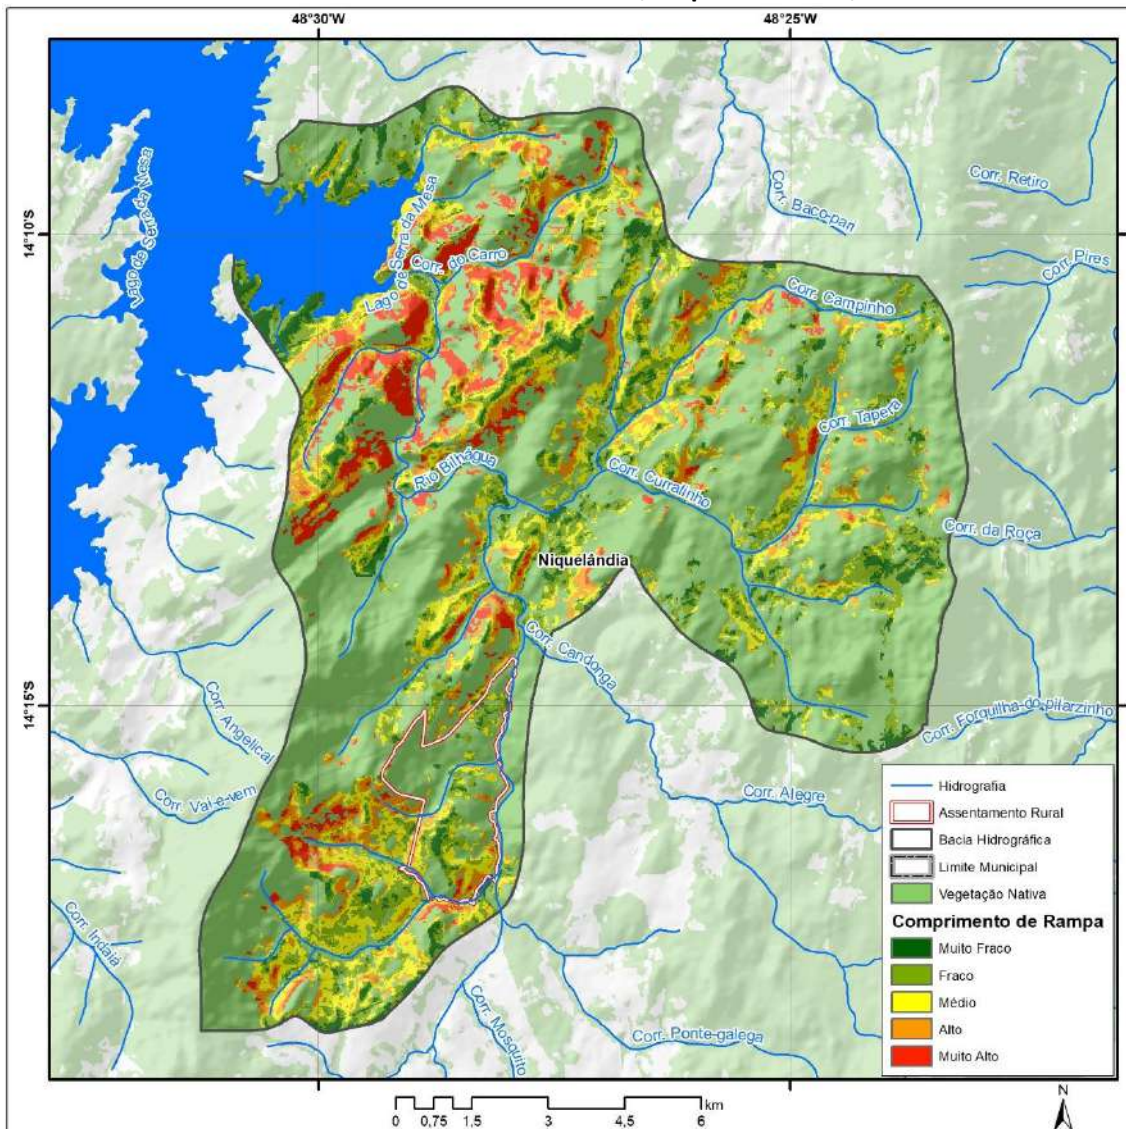 48°30'W
48°25'W
14°10'S
14°15'S
Lago de Serra da Mesa
Lago de Serra da Mesa
Corr. do Carro
Corr. Baco-pari
Corr. Retiro
Corr. Pires
Corr. Campinho
Corr. Tapera
Rio Bilhágua
Corr. Curralinho
Corr. da Roça
Niquelândia
Corr. Candonga
Corr. Angelical
Corr. Vai-e-vem
Corr. Forquilha-do pilarzinho
Corr. Alegre
Corr. Indaiá
Corr. Mosquito
Corr. Ponte-galega
Hidrografia
Assentamento Rural
Bacia Hidrográfica
Limite Municipal
Vegetação Nativa
Comprimento de Rampa
Muito Fraco
Fraco
Médio
Alto
Muito Alto
0 0,75 1,5 3 4,5 6
km
N